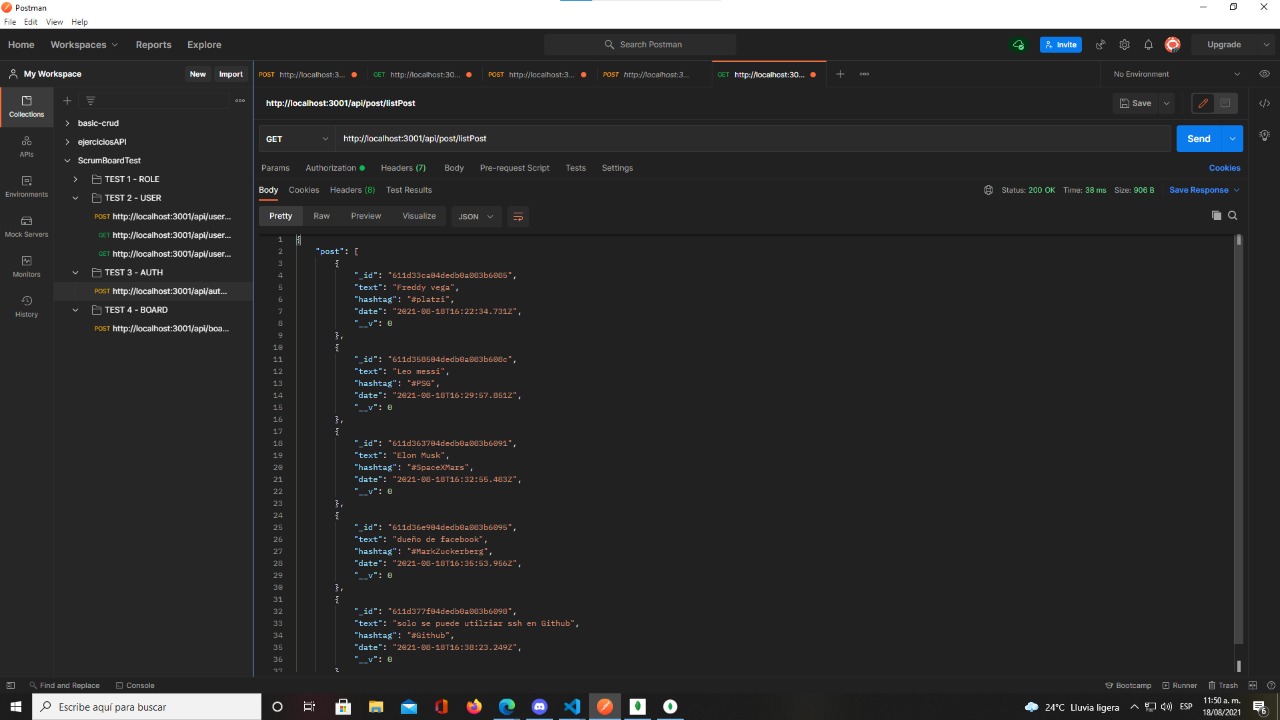 Postman
File Edit View Help
Home Workspaces Reports Explore
Search Postman
Invite
Upgrade
My Workspace
New Import
POST http://localhost:3...
GET http://localhost:30...
POST http://localhost:3...
POST http://localhost:3...
GET http://localhost:30...
No Environment
Collections
APIs
Environments
Mock Servers
Monitors
History
basic-crud
ejerciciosAPI
ScrumBoardTest
TEST 1 - ROLE
TEST 2 - USER
POST http://localhost:3001/api/user...
GET http://localhost:3001/api/user...
GET http://localhost:3001/api/user...
TEST 3 - AUTH
POST http://localhost:3001/api/aut...
TEST 4 - BOARD
POST http://localhost:3001/api/boa...
http://localhost:3001/api/post/listPost
Save
GET http://localhost:3001/api/post/listPost
Send
Params Authorization Headers (7) Body Pre-request Script Tests Settings
Cookies
Body Cookies Headers (8) Test Results
Status: 200 OK Time: 38 ms Size: 906 B Save Response
Pretty Raw Preview Visualize JSON
1 {
2 "post": [
3 {
4 "_id": "611d33ca04dedb0a083b6085",
5 "text": "Freddy vega",
6 "hashtag": "#platzi",
7 "date": "2021-08-18T16:22:34.731Z",
8 "__v": 0
9 },
10 {
11 "_id": "611d358504dedb0a083b608c",
12 "text": "Leo messi",
13 "hashtag": "#PSG",
14 "date": "2021-08-18T16:29:57.851Z",
15 "__v": 0
16 },
17 {
18 "_id": "611d363704dedb0a083b6091",
19 "text": "Elon Musk",
20 "hashtag": "#SpaceXMars",
21 "date": "2021-08-18T16:32:55.483Z",
22 "__v": 0
23 },
24 {
25 "_id": "611d36e904dedb0a083b6095",
26 "text": "dueño de facebook",
27 "hashtag": "#MarkZuckerberg",
28 "date": "2021-08-18T16:35:53.956Z",
29 "__v": 0
30 },
31 {
32 "_id": "611d377f04dedb0a083b6098",
33 "text": "solo se puede utilziar ssh en Github",
34 "hashtag": "#Github",
35 "date": "2021-08-18T16:38:23.249Z",
36 "__v": 0
37 }
Find and Replace Console
Bootcamp Runner Trash
Escribe aquí para buscar
24°C Lluvia ligera
ESP
11:50 a. m.
18/08/2021
6